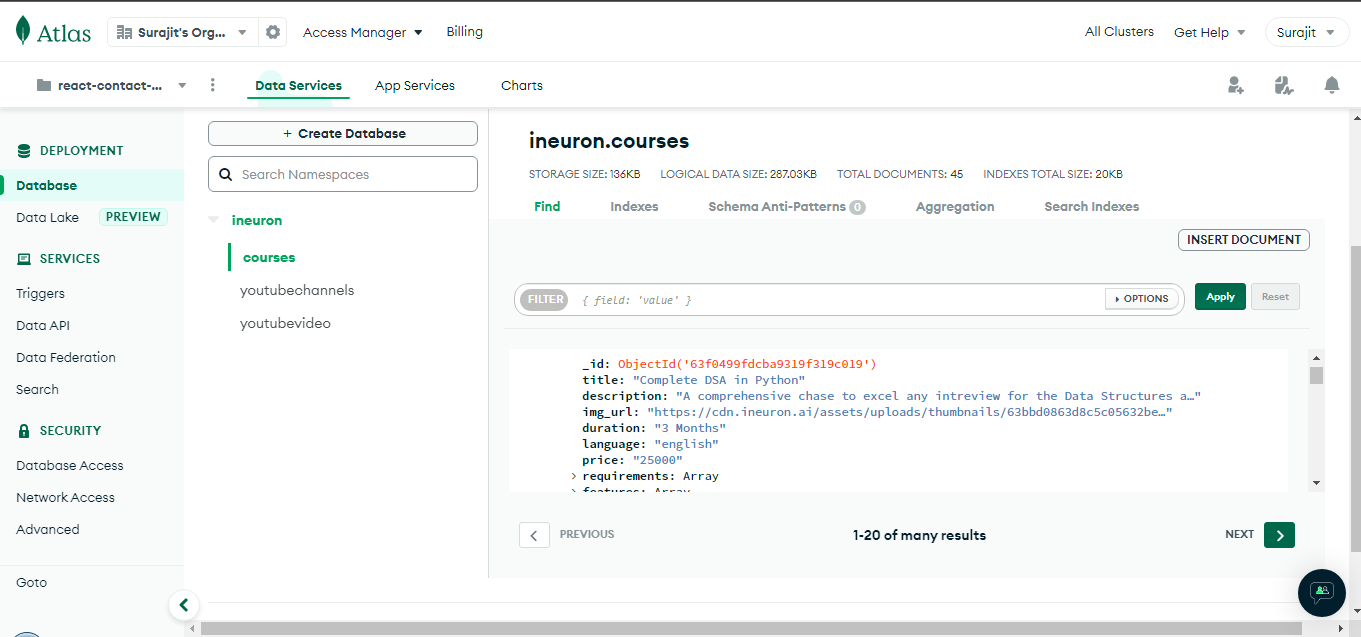 Atlas
Surajit's Org...
Access Manager
Billing
All Clusters
Get Help
Surajit
react-contact-...
Data Services
App Services
Charts
DEPLOYMENT
Database
Data Lake PREVIEW
SERVICES
Triggers
Data API
Data Federation
Search
SECURITY
Database Access
Network Access
Advanced
Goto
+ Create Database
Search Namespaces
ineuron
courses
youtubechannels
youtubevideo
ineuron.courses
STORAGE SIZE: 136KB LOGICAL DATA SIZE: 287.03KB TOTAL DOCUMENTS: 45 INDEXES TOTAL SIZE: 20KB
Find Indexes Schema Anti-Patterns 0 Aggregation Search Indexes
INSERT DOCUMENT
FILTER { field: 'value' } OPTIONS Apply Reset
_id: ObjectId('63f0499fdcba9319f319c019')
title: "Complete DSA in Python"
description: "A comprehensive chase to excel any intreview for the Data Structures a…"
img_url: "https://cdn.ineuron.ai/assets/uploads/thumbnails/63bbd0863d8c5c05632be…"
duration: "3 Months"
language: "english"
price: "25000"
requirements: Array
features: Array
PREVIOUS 1-20 of many results NEXT